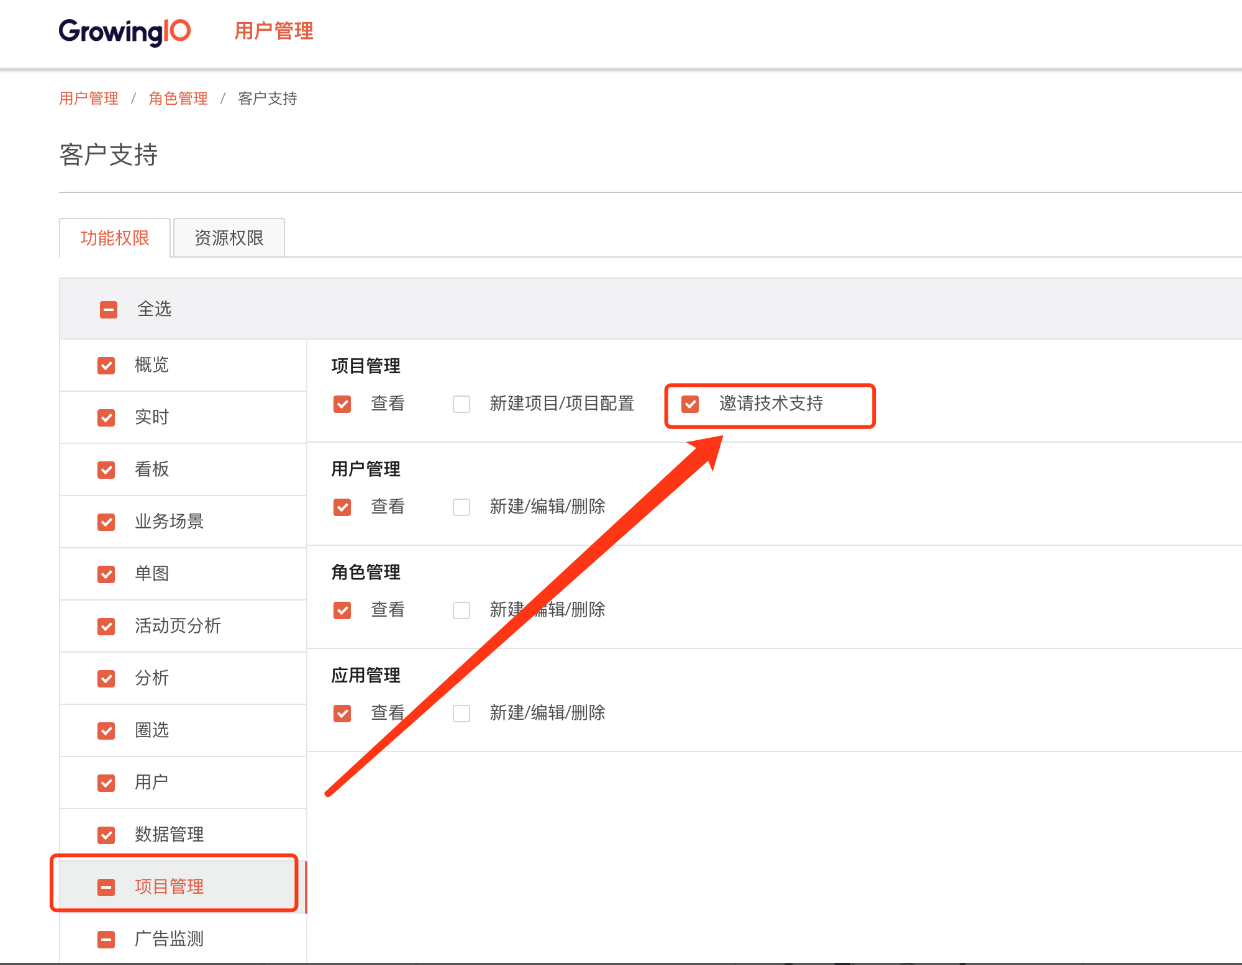 GrowingIO 用户管理
用户管理 / 角色管理 / 客户支持
客户支持
功能权限 资源权限
全选
概览
实时
看板
业务场景
单图
活动页分析
分析
圈选
用户
数据管理
项目管理
广告监测
项目管理
查看 新建项目/项目配置 邀请技术支持
用户管理
查看 新建/编辑/删除
角色管理
查看 新建/编辑/删除
应用管理
查看 新建/编辑/删除